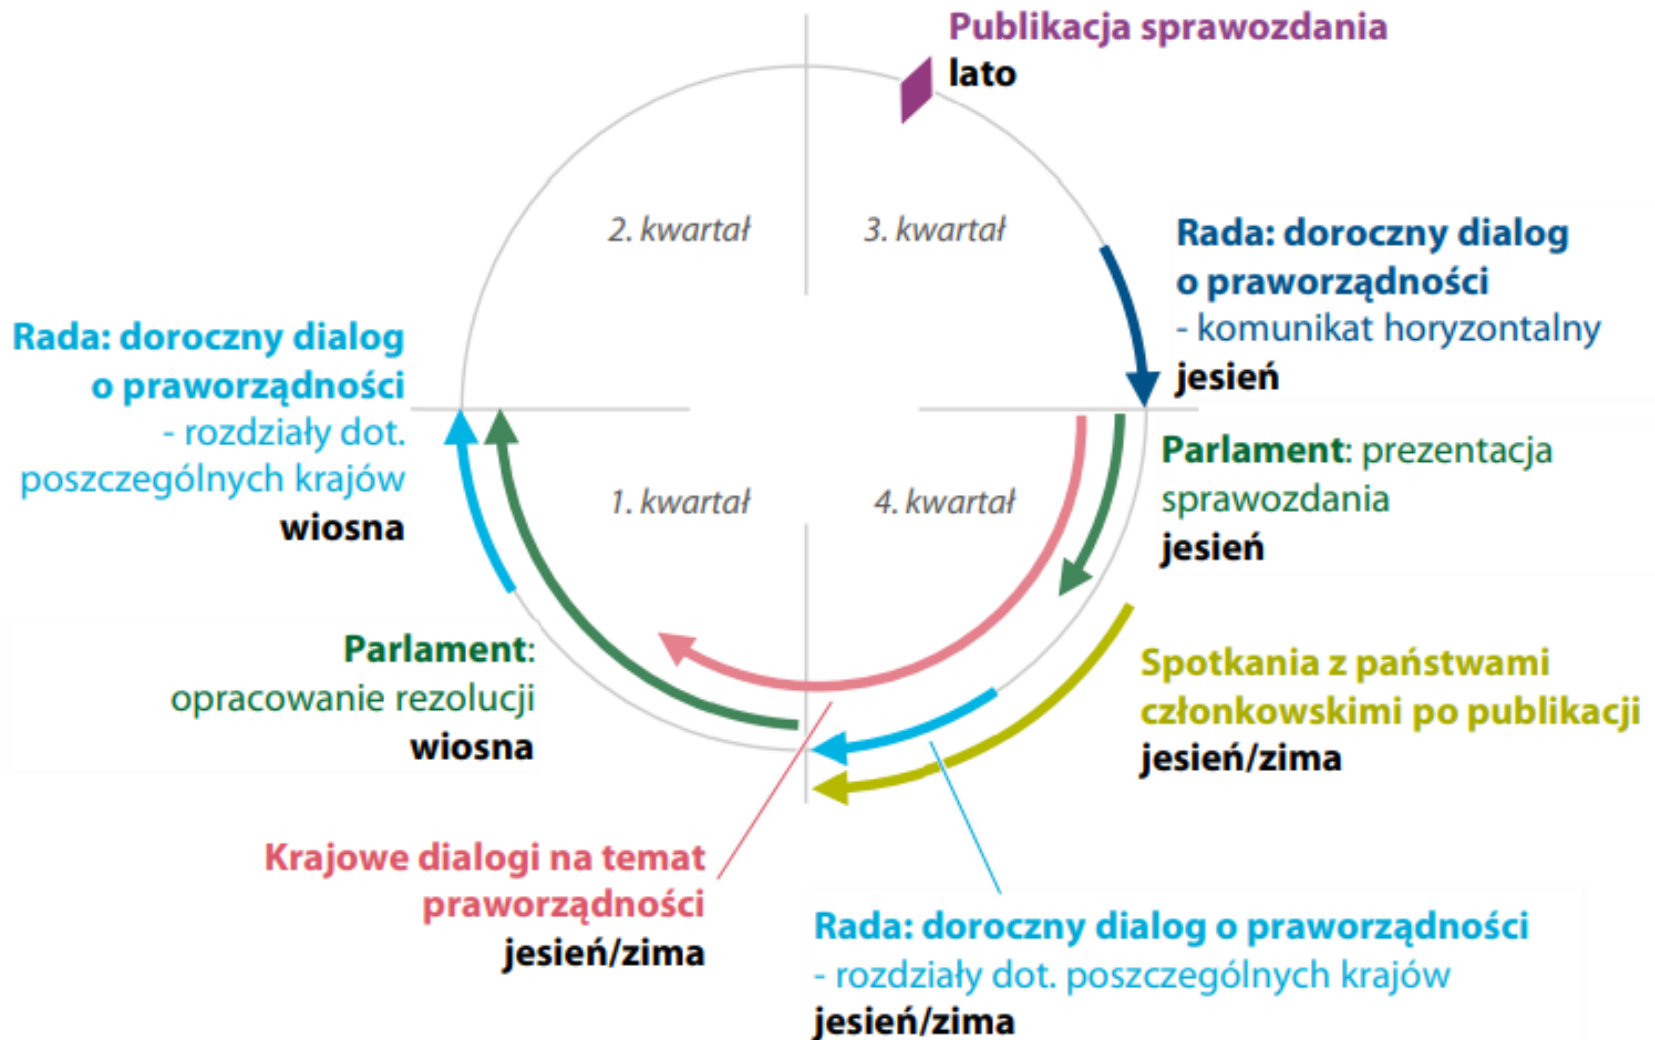 Publikacja sprawozdania
lato
2. kwartał
3. kwartał
Rada: doroczny dialog
o praworządności
- komunikat horyzontalny
jesień
Rada: doroczny dialog
o praworządności
- rozdziały dot.
poszczególnych krajów
wiosna
1. kwartał
4. kwartał
Parlament: prezentacja
sprawozdania
jesień
Parlament:
opracowanie rezolucji
wiosna
Spotkania z państwami
członkowskimi po publikacji
jesień/zima
Krajowe dialogi na temat
praworządności
jesień/zima
Rada: doroczny dialog o praworządności
- rozdziały dot. poszczególnych krajów
jesień/zima